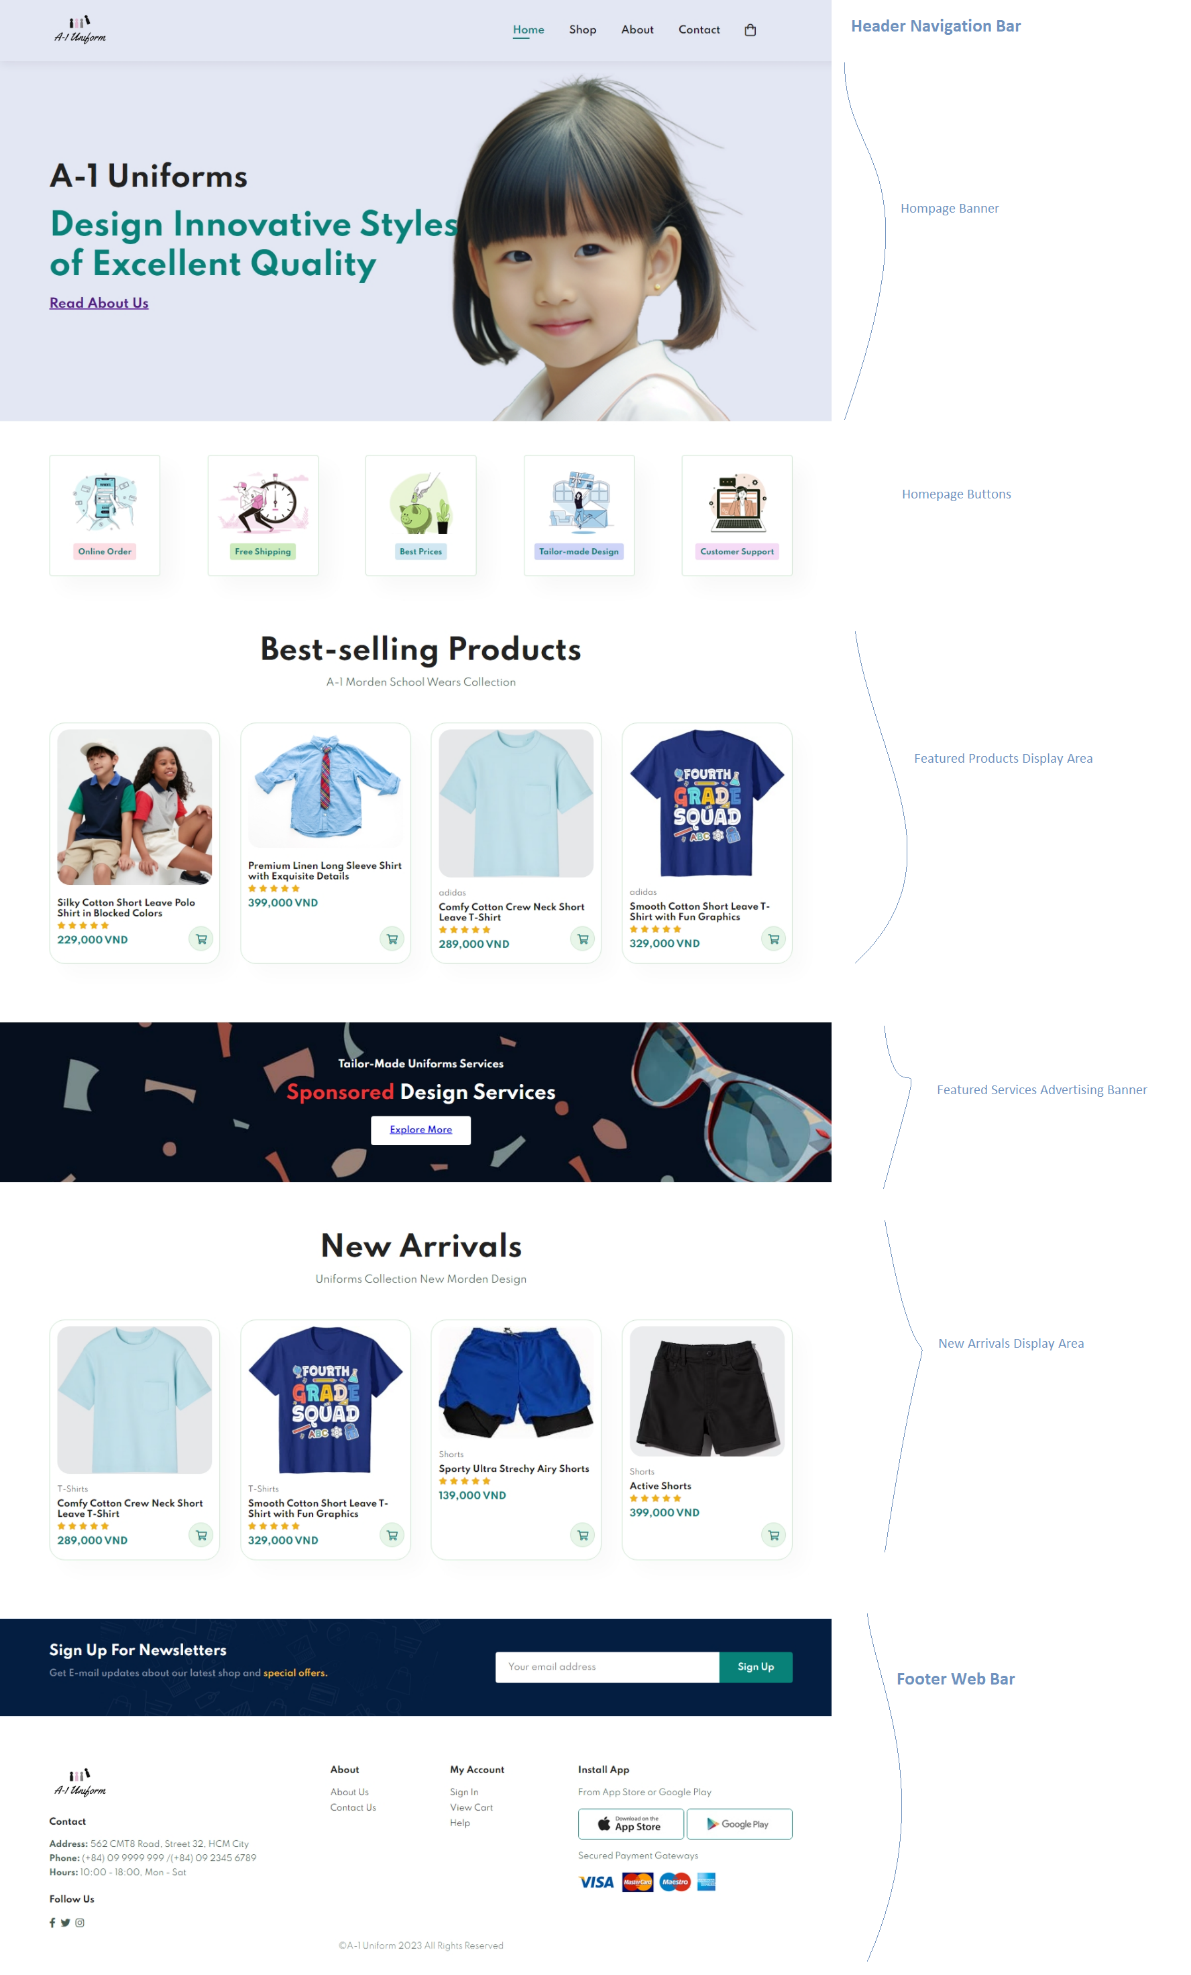 A-1 Uniform
Home
Shop
About
Contact
Header Navigation Bar
A-1 Uniforms
Design Innovative Styles
of Excellent Quality
Read About Us
Hompage Banner
Online Order
Free Shipping
Best Prices
Tailor-made Design
Customer Support
Homepage Buttons
Best-selling Products
A-1 Morden School Wears Collection
Silky Cotton Short Leave Polo
Shirt in Blocked Colors
229,000 VND
Premium Linen Long Sleeve Shirt
with Exquisite Details
399,000 VND
adidas
Comfy Cotton Crew Neck Short
Leave T-Shirt
289,000 VND
FOURTH
GRADE
SQUAD
ABC
adidas
Smooth Cotton Short Leave T-
Shirt with Fun Graphics
329,000 VND
Featured Products Display Area
Tailor-Made Uniforms Services
Sponsored Design Services
Explore More
Featured Services Advertising Banner
New Arrivals
Uniforms Collection New Morden Design
T-Shirts
Comfy Cotton Crew Neck Short
Leave T-Shirt
289,000 VND
FOURTH
GRADE
SQUAD
ABC
T-Shirts
Smooth Cotton Short Leave T-
Shirt with Fun Graphics
329,000 VND
Shorts
Sporty Ultra Strechy Airy Shorts
139,000 VND
Shorts
Active Shorts
399,000 VND
New Arrivals Display Area
Sign Up For Newsletters
Get E-mail updates about our latest shop and special offers.
Your email address
Sign Up
Footer Web Bar
A-1 Uniform
Contact
Address: 562 CMT8 Road, Street 32, HCM City
Phone: (+84) 09 9999 999 /(+84) 09 2345 6789
Hours: 10:00 - 18:00, Mon - Sat
Follow Us
About
About Us
Contact Us
My Account
Sign In
View Cart
Help
Install App
From App Store or Google Play
Download on the
App Store
Google Play
Secured Payment Gateways
VISA
MasterCard
Maestro
©A-1 Uniform 2023 All Rights Reserved